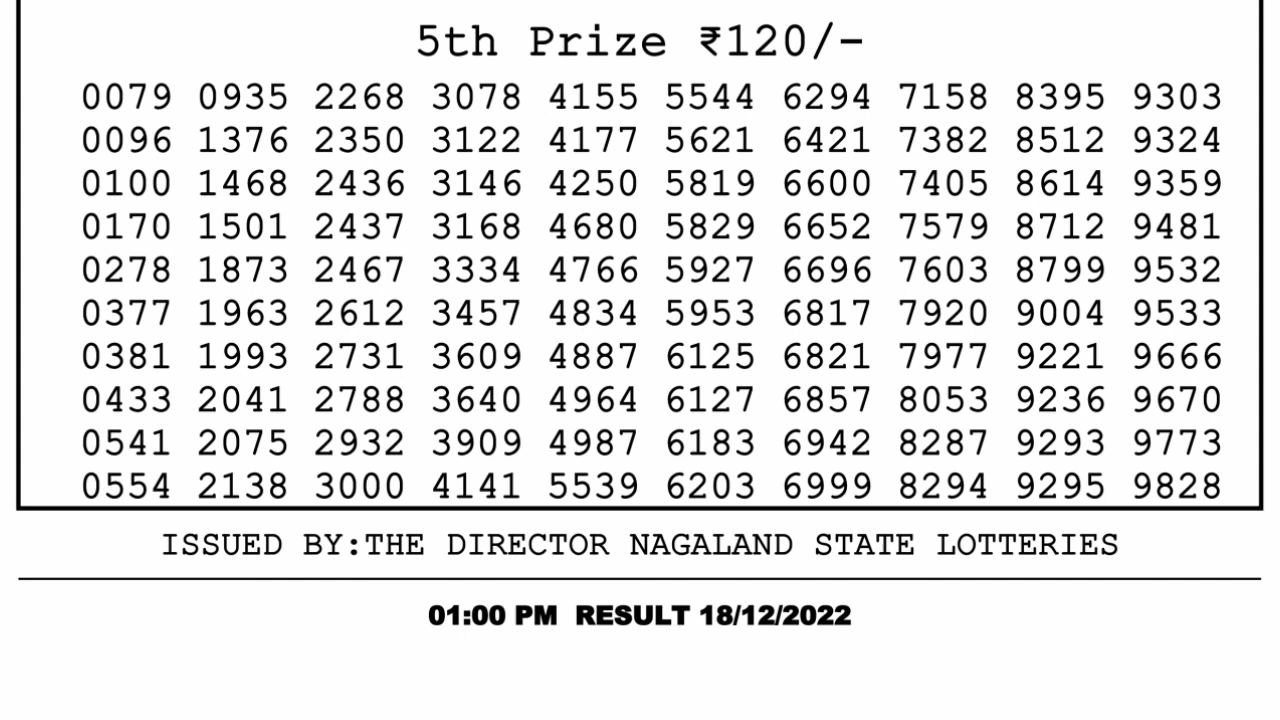 5th Prize ₹120/-
0079 0935 2268 3078 4155 5544 6294 7158 8395 9303
0096 1376 2350 3122 4177 5621 6421 7382 8512 9324
0100 1468 2436 3146 4250 5819 6600 7405 8614 9359
0170 1501 2437 3168 4680 5829 6652 7579 8712 9481
0278 1873 2467 3334 4766 5927 6696 7603 8799 9532
0377 1963 2612 3457 4834 5953 6817 7920 9004 9533
0381 1993 2731 3609 4887 6125 6821 7977 9221 9666
0433 2041 2788 3640 4964 6127 6857 8053 9236 9670
0541 2075 2932 3909 4987 6183 6942 8287 9293 9773
0554 2138 3000 4141 5539 6203 6999 8294 9295 9828
ISSUED BY:THE DIRECTOR NAGALAND STATE LOTTERIES
01:00 PM RESULT 18/12/2022